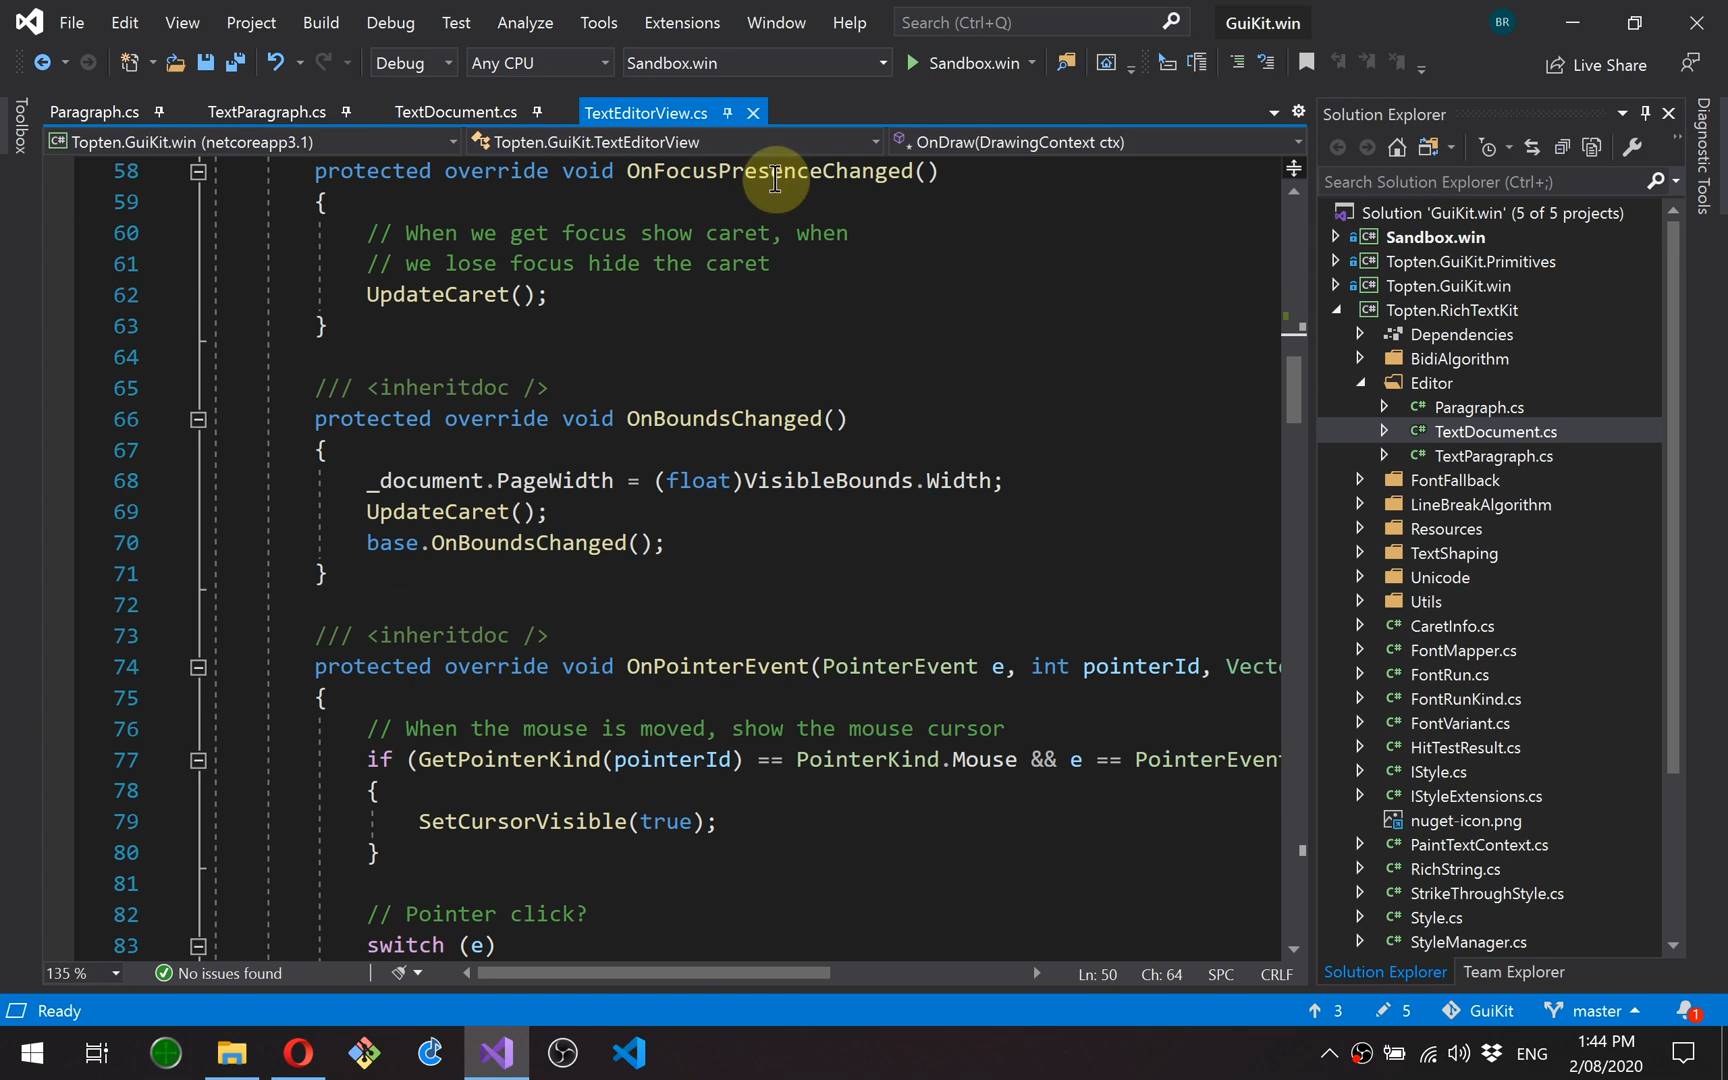 File Edit View Project Build Debug Test Analyze Tools Extensions Window Help Search (Ctrl+Q) GuiKit.win BR
Debug Any CPU Sandbox.win Sandbox.win Live Share
Toolbox
Paragraph.cs TextParagraph.cs TextDocument.cs TextEditorView.cs
Topten.GuiKit.win (netcoreapp3.1) Topten.GuiKit.TextEditorView OnDraw(DrawingContext ctx)
58 protected override void OnFocusPresenceChanged()
59 {
60 // When we get focus show caret, when
61 // we lose focus hide the caret
62 UpdateCaret();
63 }
64
65 /// <inheritdoc />
66 protected override void OnBoundsChanged()
67 {
68 _document.PageWidth = (float)VisibleBounds.Width;
69 UpdateCaret();
70 base.OnBoundsChanged();
71 }
72
73 /// <inheritdoc />
74 protected override void OnPointerEvent(PointerEvent e, int pointerId, Vecto
75 {
76 // When the mouse is moved, show the mouse cursor
77 if (GetPointerKind(pointerId) == PointerKind.Mouse && e == PointerEvent
78 {
79 SetCursorVisible(true);
80 }
81
82 // Pointer click?
83 switch (e)
135 % No issues found Ln: 50 Ch: 64 SPC CRLF
Solution Explorer
Search Solution Explorer (Ctrl+;)
Solution 'GuiKit.win' (5 of 5 projects)
C# Sandbox.win
C# Topten.GuiKit.Primitives
C# Topten.GuiKit.win
C# Topten.RichTextKit
Dependencies
BidiAlgorithm
Editor
C# Paragraph.cs
C# TextDocument.cs
C# TextParagraph.cs
FontFallback
LineBreakAlgorithm
Resources
TextShaping
Unicode
Utils
C# CaretInfo.cs
C# FontMapper.cs
C# FontRun.cs
C# FontRunKind.cs
C# FontVariant.cs
C# HitTestResult.cs
C# IStyle.cs
C# IStyleExtensions.cs
nuget-icon.png
C# PaintTextContext.cs
C# RichString.cs
C# StrikeThroughStyle.cs
C# Style.cs
C# StyleManager.cs
Solution Explorer Team Explorer
Diagnostic Tools
Ready 3 5 GuiKit master 1
ENG 1:44 PM
2/08/2020